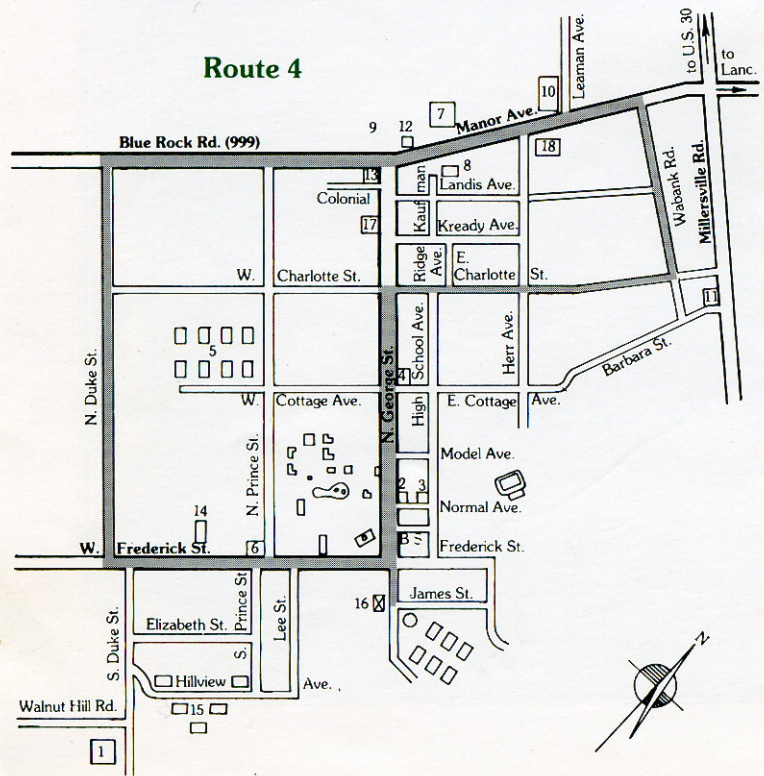 Route 4
Leaman Ave.
to U.S. 30
to
Lanc.
10
7
Manor Ave.
9
12
Blue Rock Rd. (999)
18
8
13
Kauf man
Landis Ave.
Colonial
Wabank Rd.
Millersville Rd.
17
Kready Ave.
Ridge
Ave.
E.
Charlotte St.
W. Charlotte St.
11
5
N. Duke St.
N. George St.
High School Ave.
Herr Ave.
Barbara St.
4
W. Cottage Ave.
E. Cottage Ave.
N. Prince St.
Model Ave.
2
3
14
Normal Ave.
B
W. Frederick St.
6
Frederick St.
16
James St.
S. Duke St.
Elizabeth St.
S. Prince St
Lee St.
Hillview Ave.
Walnut Hill Rd.
15
1
N